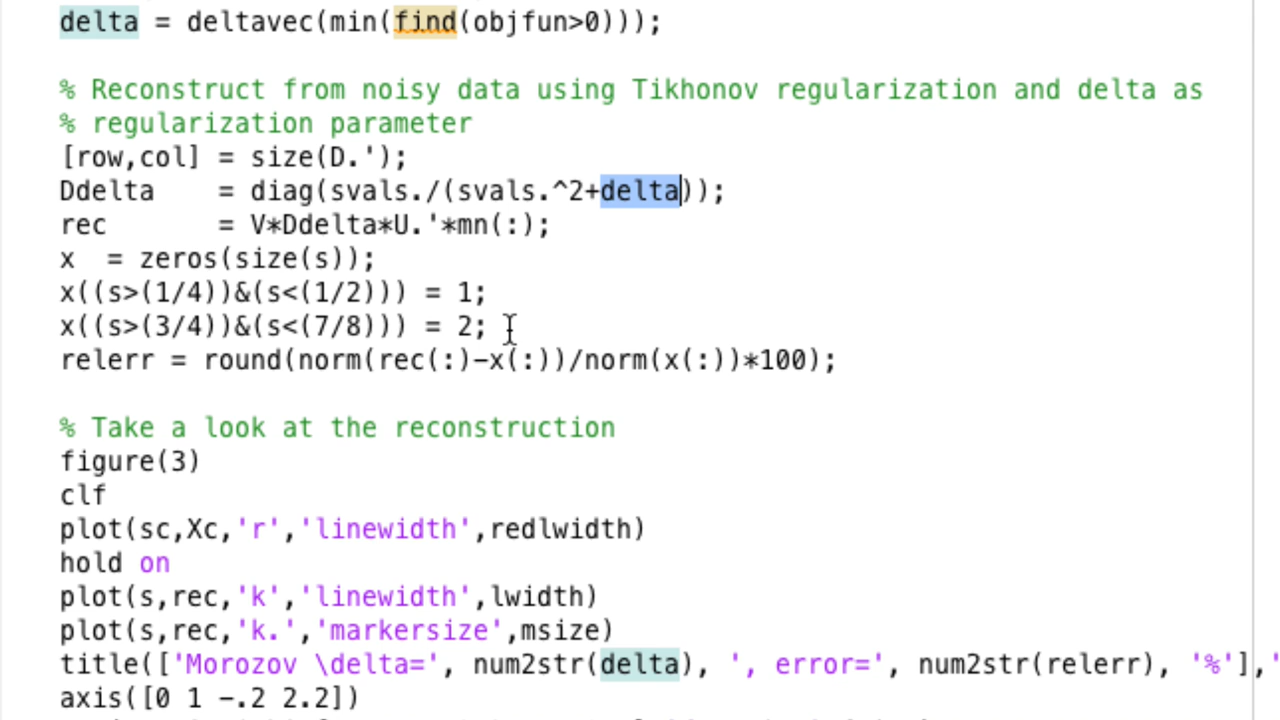 delta = deltavec(min(find(objfun>0)));
% Reconstruct from noisy data using Tikhonov regularization and delta as
% regularization parameter
[row,col] = size(D.');
Ddelta    = diag(svals./(svals.^2+delta));
rec       = V*Ddelta*U.'*mn(:);
x  = zeros(size(s));
x((s>(1/4))&(s<(1/2))) = 1;
x((s>(3/4))&(s<(7/8))) = 2;
relerr = round(norm(rec(:)-x(:))/norm(x(:))*100);
% Take a look at the reconstruction
figure(3)
clf
plot(sc,Xc,'r','linewidth',redlwidth)
hold on
plot(s,rec,'k','linewidth',lwidth)
plot(s,rec,'k.','markersize',msize)
title(['Morozov \delta=', num2str(delta), ', error=', num2str(relerr), '%'],'
axis([0 1 -.2 2.2])